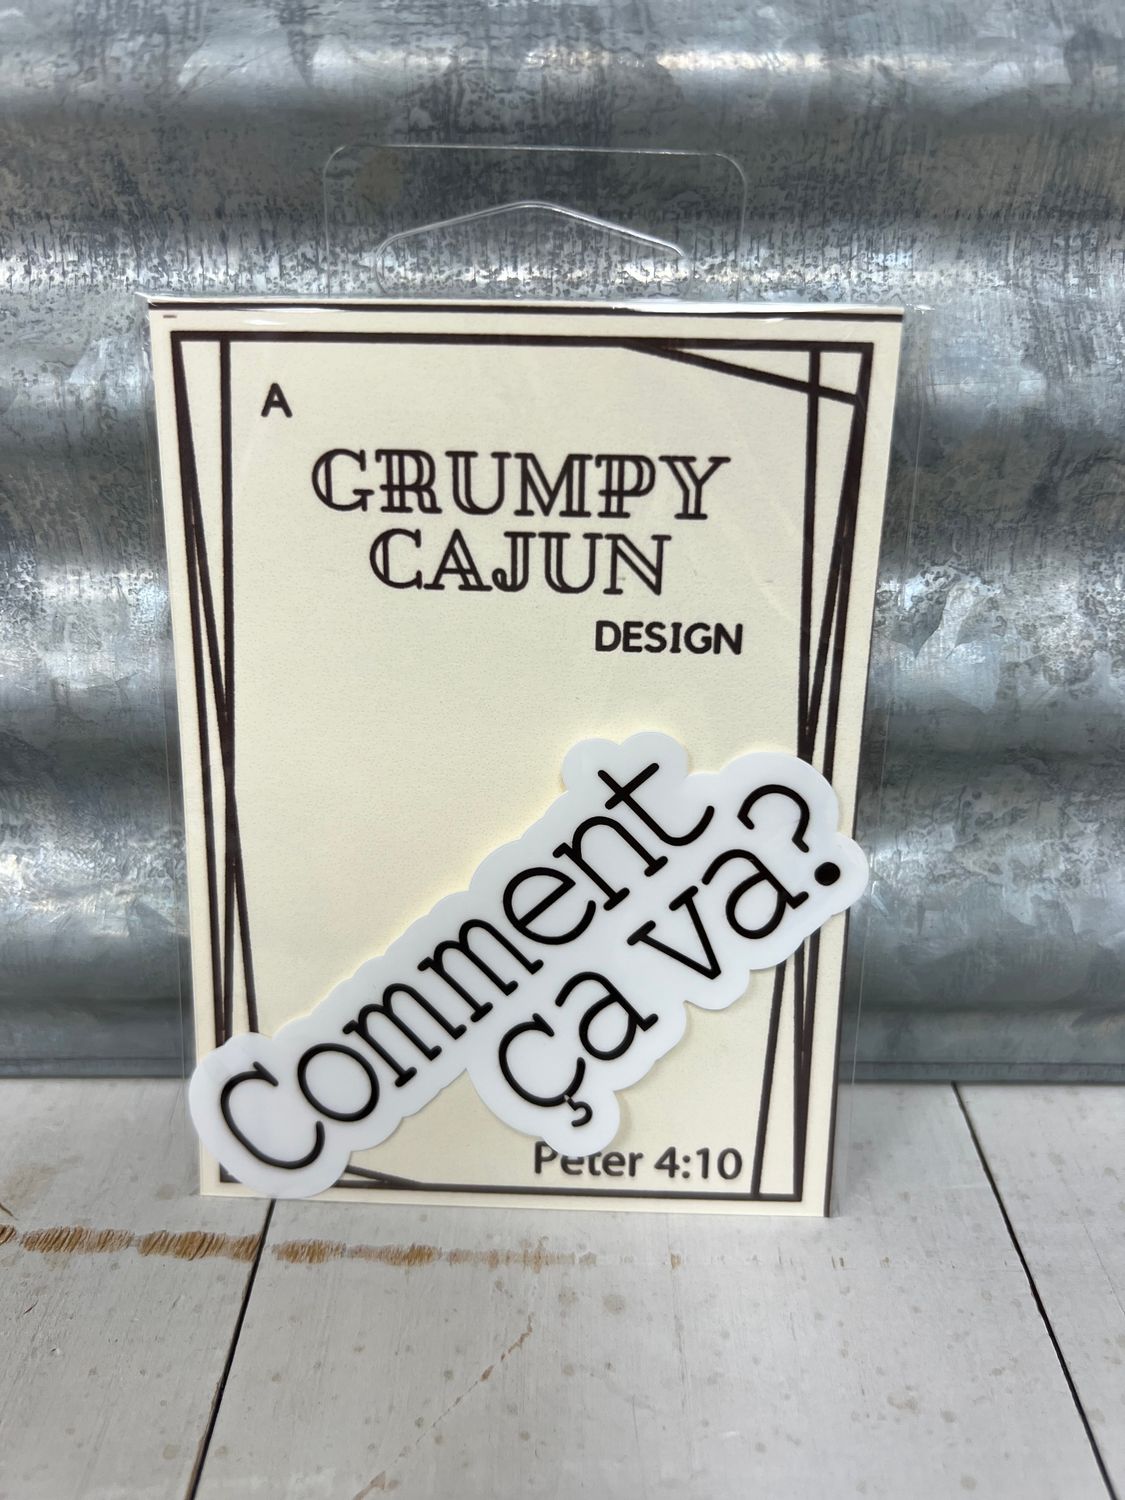 A
GRUMPY
CAJUN
DESIGN
Comment
Ça va?
Peter 4:10